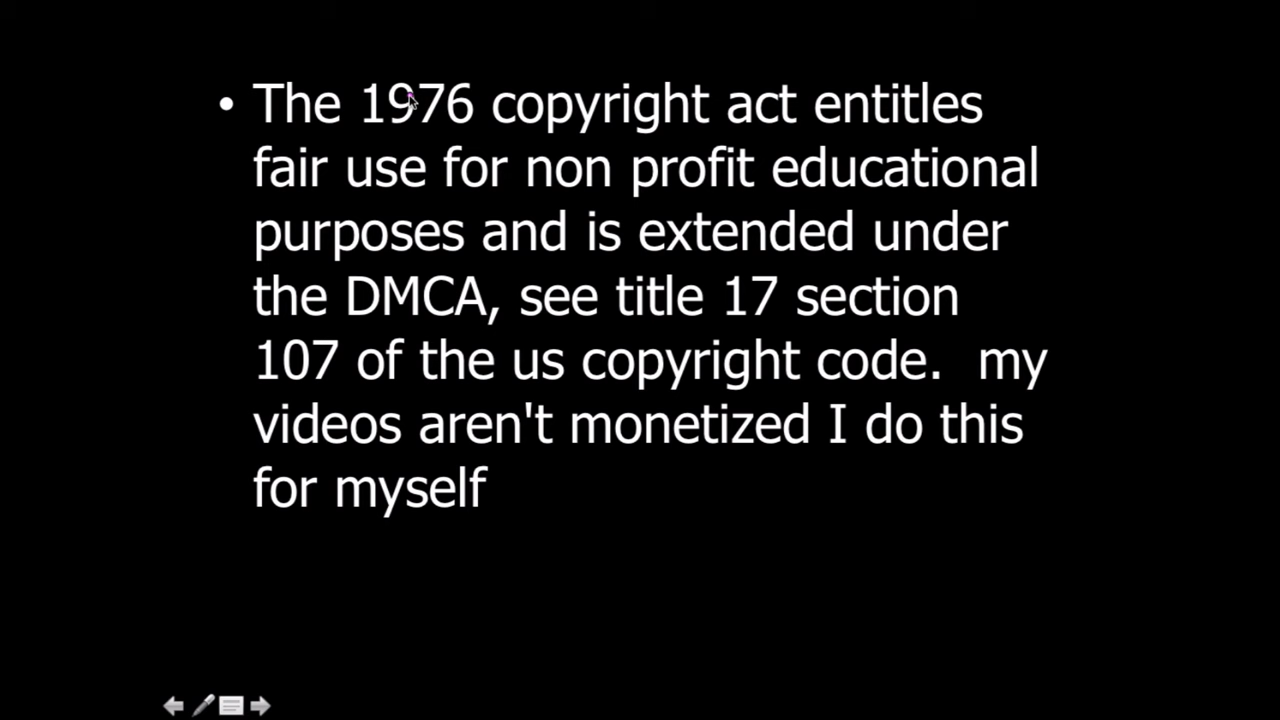 • The 1976 copyright act entitles
fair use for non profit educational
purposes and is extended under
the DMCA, see title 17 section
107 of the us copyright code.  my
videos aren't monetized I do this
for myself